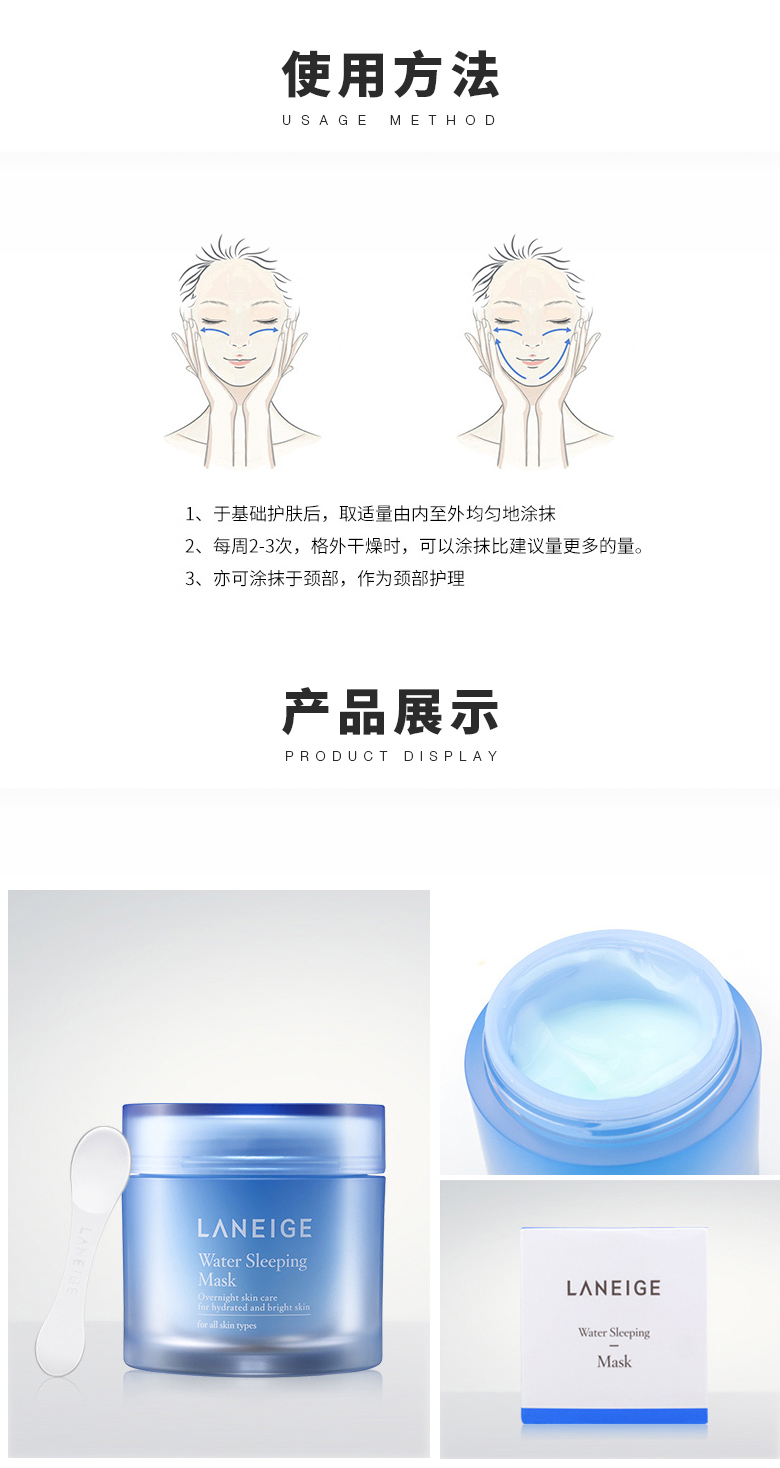 使用方法
USAGE METHOD
1、于基础护肤后，取适量由内至外均匀地涂抹
2、每周2-3次，格外干燥时，可以涂抹比建议量更多的量。
3、亦可涂抹于颈部，作为颈部护理
产品展示
PRODUCT DISPLAY
LANEIGE
LANEIGE
Water Sleeping
Mask
Overnight skin care
for hydrated and bright skin
for all skin types
LANEIGE
Water Sleeping
Mask